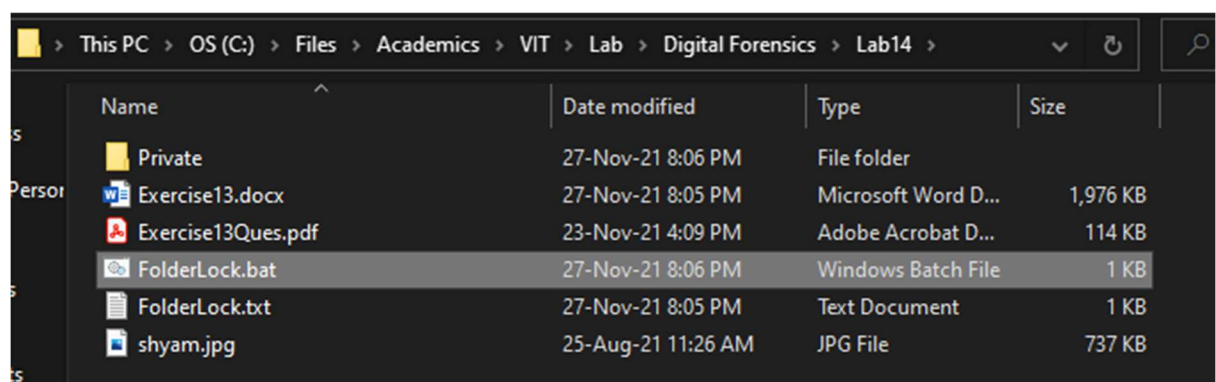 This PC > OS (C:) > Files > Academics > VIT > Lab > Digital Forensics > Lab14 >
Name Date modified Type Size
Private 27-Nov-21 8:06 PM File folder
Exercise13.docx 27-Nov-21 8:05 PM Microsoft Word D... 1,976 KB
Exercise13Ques.pdf 23-Nov-21 4:09 PM Adobe Acrobat D... 114 KB
FolderLock.bat 27-Nov-21 8:06 PM Windows Batch File 1 KB
FolderLock.txt 27-Nov-21 8:05 PM Text Document 1 KB
shyam.jpg 25-Aug-21 11:26 AM JPG File 737 KB